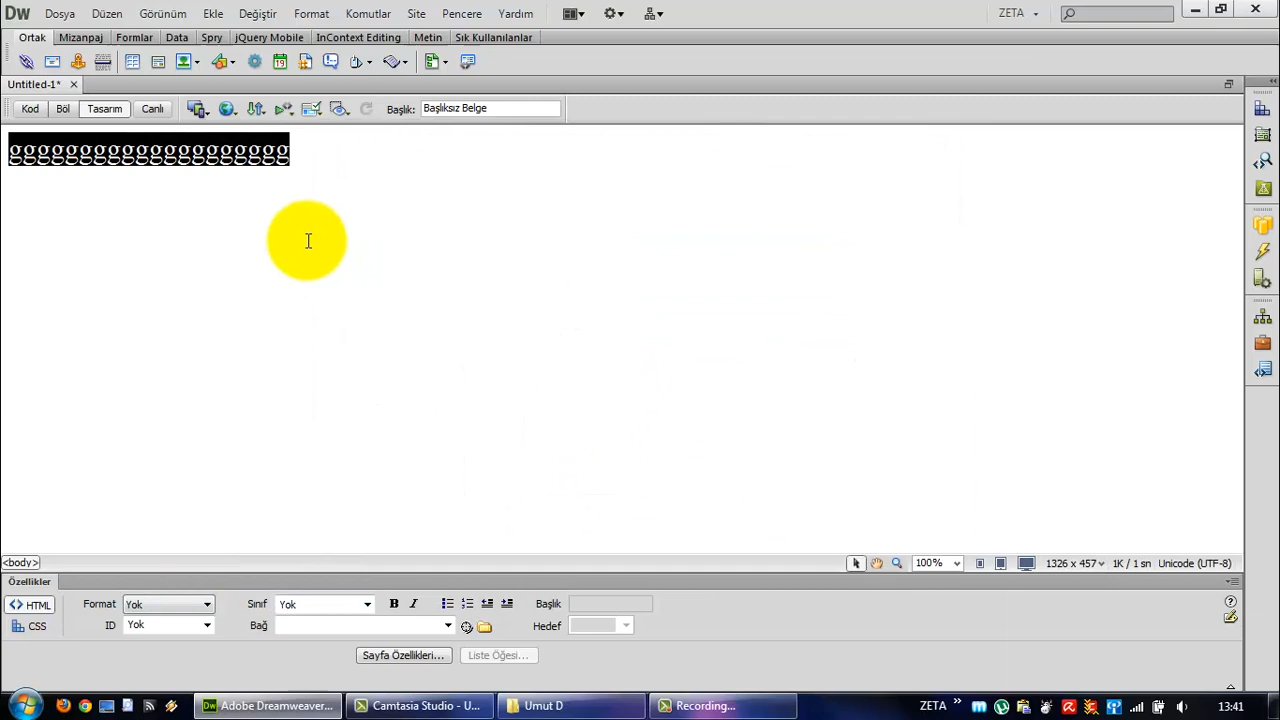 Dw Dosya Düzen Görünüm Ekle Değiştir Format Komutlar Site Pencere Yardım ZETA
Ortak Mizanpaj Formlar Data Spry jQuery Mobile InContext Editing Metin Sık Kullanılanlar
Untitled-1*
Kod Böl Tasarım Canlı Başlık: Başlıksız Belge
gggggggggggggggggggg
<body> 100% 1326 x 457 1K / 1 sn Unicode (UTF-8)
Özellikler
HTML Format Yok Sınıf Yok B I Başlık
CSS ID Yok Bağ Hedef
Sayfa Özellikleri... Liste Öğesi...
Adobe Dreamweaver... Camtasia Studio - U... Umut D Recording... ZETA 13:41